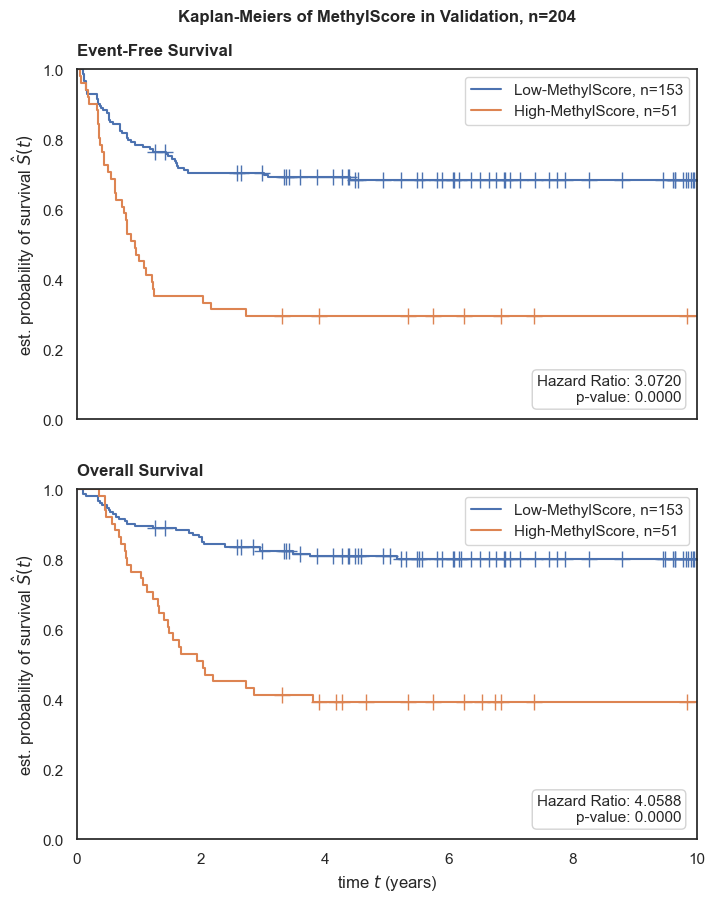 Kaplan-Meiers of MethylScore in Validation, n=204
Event-Free Survival
1.0
0.8
0.6
0.4
0.2
0.0
est. probability of survival Ŝ(t)
Low-MethylScore, n=153
High-MethylScore, n=51
Hazard Ratio: 3.0720
p-value: 0.0000
Overall Survival
1.0
0.8
0.6
0.4
0.2
0.0
est. probability of survival Ŝ(t)
Low-MethylScore, n=153
High-MethylScore, n=51
Hazard Ratio: 4.0588
p-value: 0.0000
0 2 4 6 8 10
time t (years)